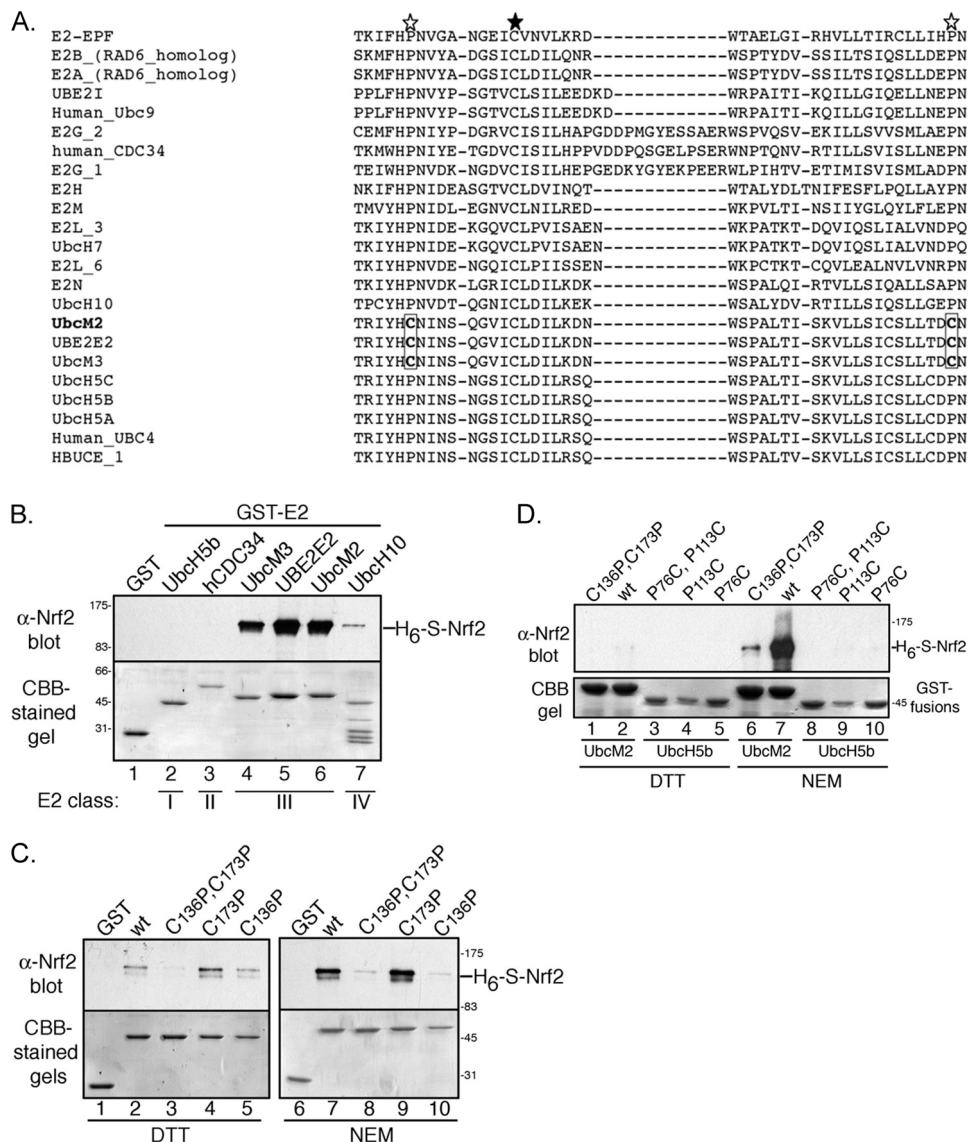 A.
E2-EPF TKIFHPNVGA-NGEICVNVLKRD------------WTAELGI-RHVLLTIRCLLIHPN
E2B_(RAD6_homolog) SKMFHPNVYA-DGSICLDILQNR------------WSPTYDV-SSILTSIQSLLDEPN
E2A_(RAD6_homolog) TKMFHPNVYA-DGSICLDILQNR------------WSPTYDV-SSILTSIQSLLDEPN
UBE2I PPLFHPNVYP-SGTVCLSILEEDKD----------WRPAITI-KQILLGIQELLNEPN
Human_Ubc9 PPLFHPNVYP-SGTVCLSILEEDKD----------WRPAITI-KQILLGIQELLNEPN
E2G_2 CEMFHPNIYP-DGRVCISILHAPGDDPMGYESSAERWSPVQSV-EKILLSVVSMLAEPN
human_CDC34 TKMWHPNIYE-TGDVCISILHPPVDDPQSGELPSERWNPTQNV-RTILLSVISLLNEPN
E2G_1 TEIWHPNVDK-NGDVCISILHEPGEDKYGYEKPEERWLPIHTV-ETIMISVISMLADPN
E2H NKIFHPNIDEASGTVCLDVINQT------------WTALYDLTNIFESFLPQLLAYPN
E2M TMVYHPNIDL-EGNVCLNILRED------------WKPVLTI-NSIIYGLQYLFLEPN
E2L_3 TKIYHPNIDE-KGQVCLPVISAEN-----------WKPATKT-DQVIQSLIALVNDPQ
UbcH7 TKIYHPNIDE-KGQVCLPVISAEN-----------WKPATKT-DQVIQSLIALVNDPQ
E2L_6 TKIYHPNVDE-NGQICLPIISSEN-----------WKPCTKT-CQVLEALNVLVNRPN
E2N TKIYHPNVDK-LGRICLDILKDK------------WSPALQI-RTVLLSIQALLSAPN
UbcH10 TPCYHPNVDT-QGNICLDILKEK------------WSALYDV-RTILLSIQSLLGEPN
UbcM2 TRIYHCNINS-QGVICLDILKDN------------WSPALTI-SKVLLSICSLLTDCN
UBE2E2 TRIYHCNINS-QGVICLDILKDN------------WSPALTI-SKVLLSICSLLTDCN
UbcM3 TRIYHCNINS-QGVICLDILKDN------------WSPALTI-SKVLLSICSLLTDCN
UbcH5C TRIYHPNINS-NGSICLDILRSQ------------WSPALTI-SKVLLSICSLLCDPN
UbcH5B TKIYHPNINS-NGSICLDILRSQ------------WSPALTI-SKVLLSICSLLCDPN
UbcH5A TKIYHPNINS-NGSICLDILRSQ------------WSPALTV-SKVLLSICSLLCDPN
Human_UBC4 TRIYHPNINS-NGSICLDILRSQ------------WSPALTI-SKVLLSICSLLCDPN
HBUCE_1 TKIYHPNINS-NGSICLDILRSQ------------WSPALTV-SKVLLSICSLLCDPN
B.
GST-E2
GST UbcH5b hCDC34 UbcM3 UBE2E2 UbcM2 UbcH10
175-
α-Nrf2
blot
H6-S-Nrf2
83-
66-
CBB-
stained
gel
45-
31-
1 2 3 4 5 6 7
E2 class: I II III IV
D.
C136P,C173P wt P76C, P113C P113C P76C C136P,C173P wt P76C, P113C P113C P76C
-175
α-Nrf2
blot
H6-S-Nrf2
CBB
gel
-45
GST-
fusions
1 2 3 4 5 6 7 8 9 10
UbcM2 UbcH5b UbcM2 UbcH5b
DTT NEM
C.
GST wt C136P,C173P C173P C136P GST wt C136P,C173P C173P C136P
-175
α-Nrf2
blot
H6-S-Nrf2
-83
CBB-
stained
gels
-45
-31
1 2 3 4 5 6 7 8 9 10
DTT NEM